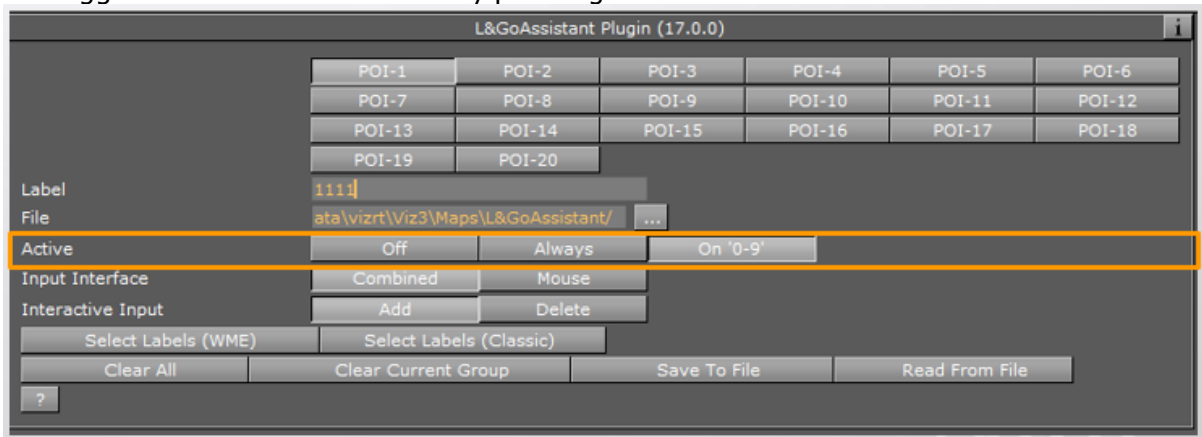 L&GoAssistant Plugin (17.0.0) i
POI-1 POI-2 POI-3 POI-4 POI-5 POI-6
POI-7 POI-8 POI-9 POI-10 POI-11 POI-12
POI-13 POI-14 POI-15 POI-16 POI-17 POI-18
POI-19 POI-20
Label 1111
File ata\vizrt\Viz3\Maps\L&GoAssistant/ ...
Active Off Always On '0-9'
Input Interface Combined Mouse
Interactive Input Add Delete
Select Labels (WME) Select Labels (Classic)
Clear All Clear Current Group Save To File Read From File
?